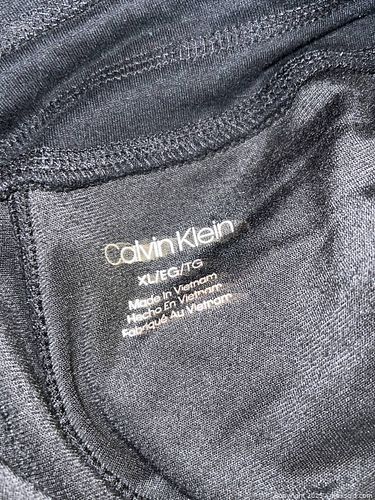 Calvin Klein
XL/EG/TG
Made In Vietnam
Hecho En Vietnam
Fabriqué Au Vietnam